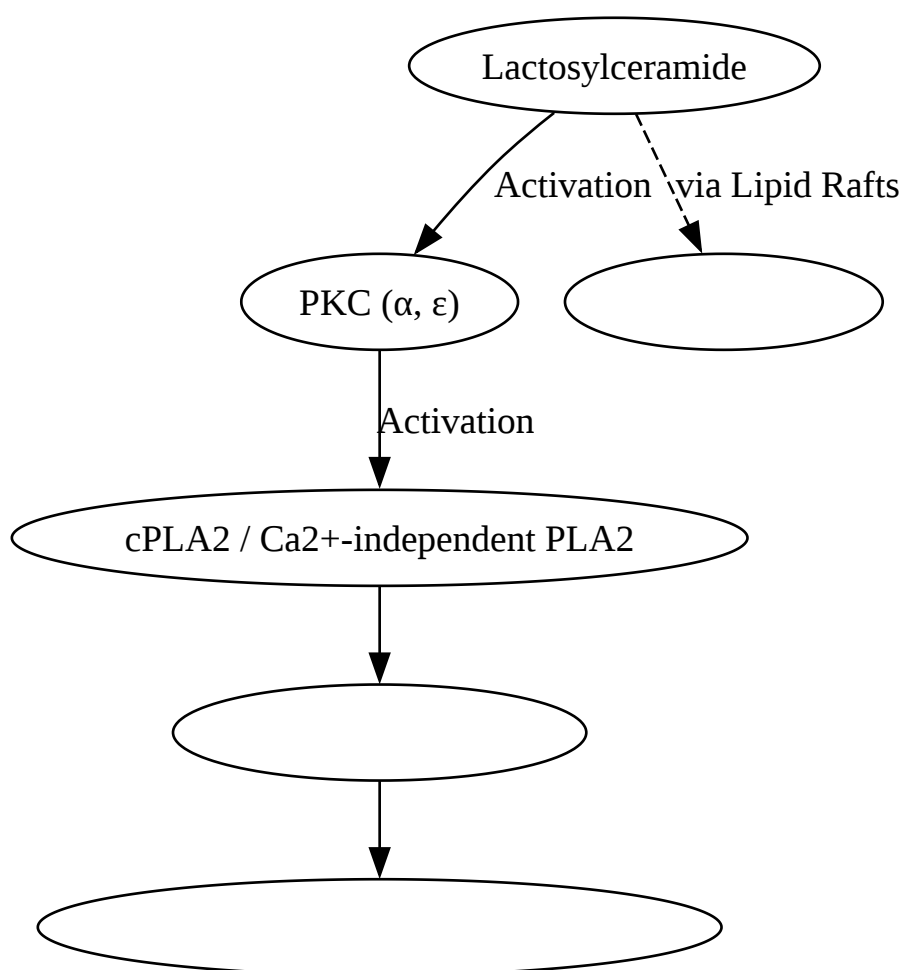 Lactosylceramide
Activation
via Lipid Rafts
PKC (α, ε)
Activation
cPLA2 / Ca2+-independent PLA2